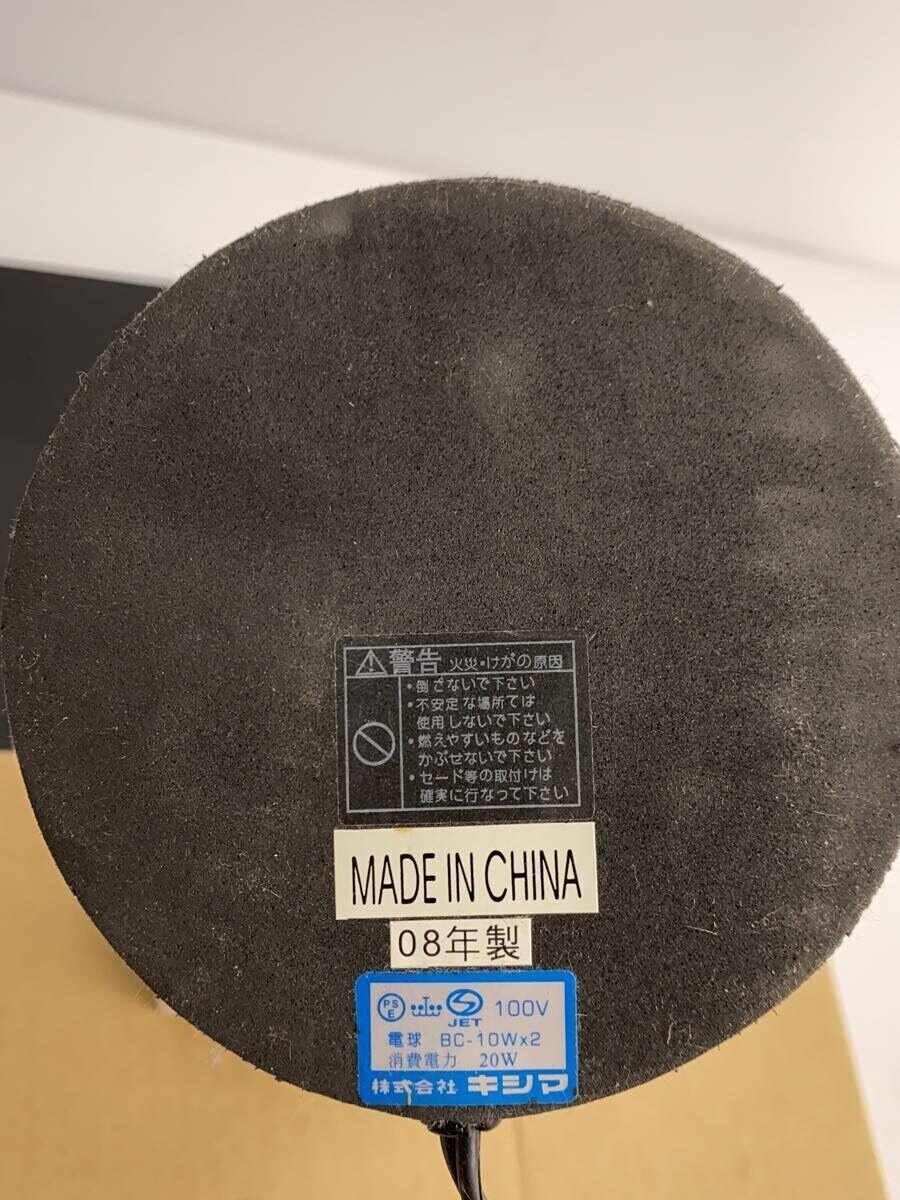 警告 火災・けがの原因
・倒さないで下さい
・不安定な場所では
使用しないで下さい
・燃えやすいものなどを
かぶせないで下さい
・セード等の取付けは
確実に行なって下さい
MADE IN CHINA
08年製
PS
E
JET
100V
電球 BC-10Wx2
消費電力 20W
株式会社 キシマ